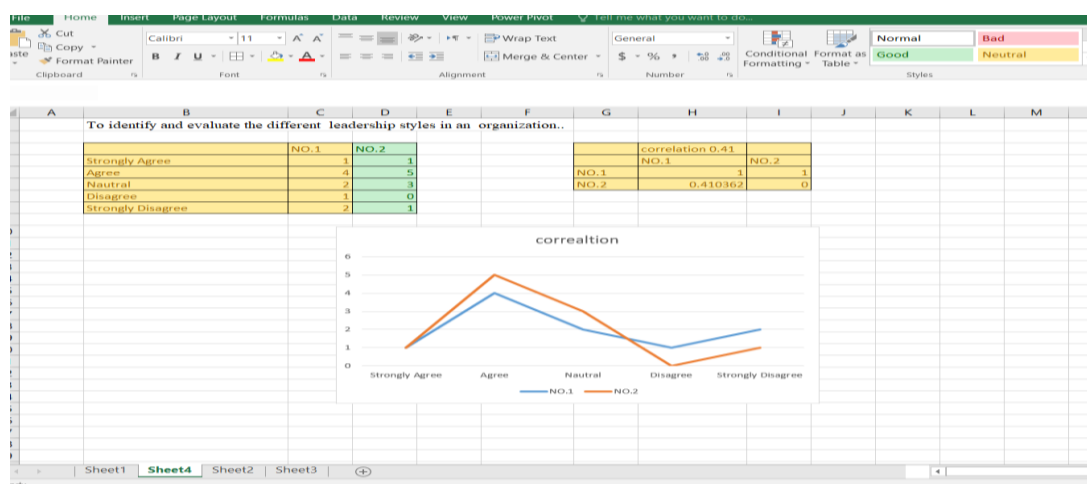 File Home Insert Page Layout Formulas Data Review View Power Pivot Tell me what you want to do...
Cut
Copy
Format Painter
Clipboard
Calibri 11
B I U
Font
Wrap Text
Merge & Center
Alignment
General
$ % ,
Number
Conditional Formatting
Format as Table
Normal Bad
Good Neutral
Styles
A B C D E F G H I J K L M
To identify and evaluate the different leadership styles in an organization..
NO.1 NO.2
Strongly Agree 1 1
Agree 4 5
Nautral 2 3
Disagree 1 0
Strongly Disagree 2 1
correlation 0.41
NO.1 NO.2
NO.1 1 1
NO.2 0.410362 0
correaltion
6
5
4
3
2
1
0
Strongly Agree Agree Nautral Disagree Strongly Disagree
NO.1 NO.2
Sheet1 Sheet4 Sheet2 Sheet3